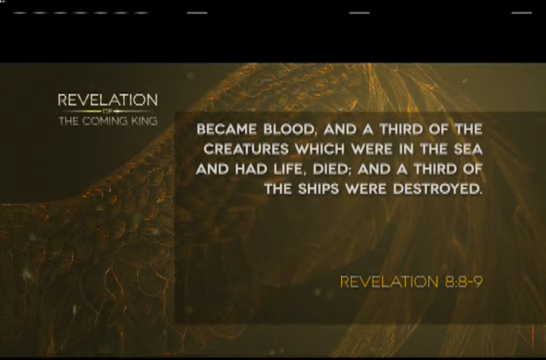 REVELATION
OF
THE COMING KING
BECAME BLOOD, AND A THIRD OF THE
CREATURES WHICH WERE IN THE SEA
AND HAD LIFE, DIED; AND A THIRD OF
THE SHIPS WERE DESTROYED.
REVELATION 8:8-9